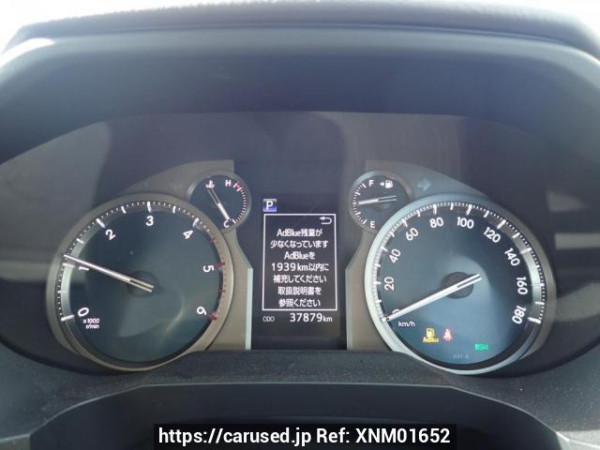 P
AdBlue残量が
少なくなっています
AdBlueを
1939km以内に
補充してください
取扱説明書を
参照ください
ODO 37879km
H
C
F
E
0
1
2
3
4
5
6
x1000
r/min
0
20
40
60
80
100
120
140
160
180
km/h
AdBlue
https://carused.jp Ref: XNM01652